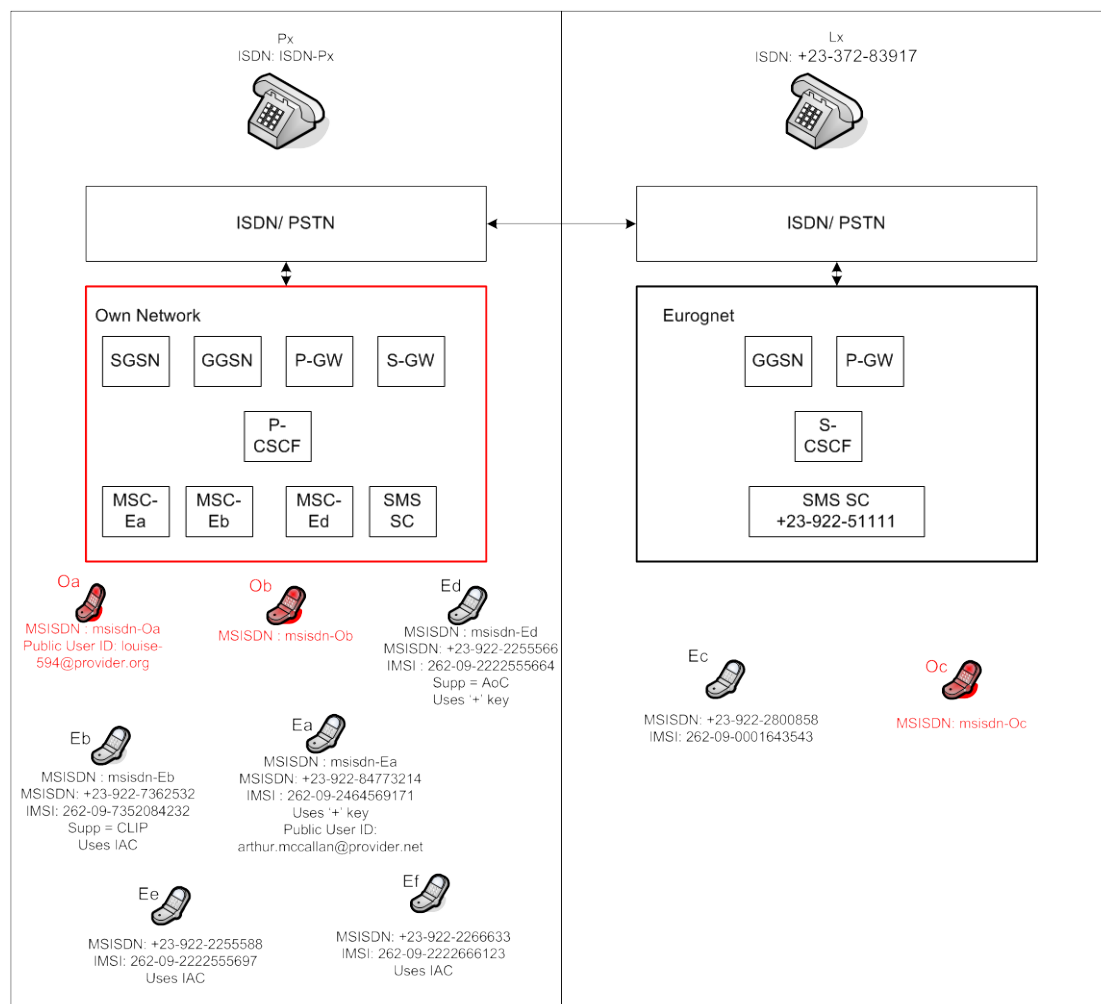 Px
ISDN: ISDN-Px
Lx
ISDN: +23-372-83917
ISDN/ PSTN
ISDN/ PSTN
Own Network
SGSN
GGSN
P-GW
S-GW
P-
CSCF
MSC-
Ea
MSC-
Eb
MSC-
Ed
SMS
SC
Eurognet
GGSN
P-GW
S-
CSCF
SMS SC
+23-922-51111
Oa
MSISDN : msisdn-Oa
Public User ID: louise-
594@provider.org
Ob
MSISDN : msisdn-Ob
Ed
MSISDN : msisdn-Ed
MSISDN: +23-922-2255566
IMSI : 262-09-2222555664
Supp = AoC
Uses '+' key
Ec
MSISDN: +23-922-2800858
IMSI: 262-09-0001643543
Oc
MSISDN: msisdn-Oc
Eb
MSISDN : msisdn-Eb
MSISDN: +23-922-7362532
IMSI: 262-09-7352084232
Supp = CLIP
Uses IAC
Ea
MSISDN : msisdn-Ea
MSISDN: +23-922-84773214
IMSI : 262-09-2464569171
Uses '+' key
Public User ID:
arthur.mccallan@provider.net
Ee
MSISDN: +23-922-2255588
IMSI: 262-09-2222555697
Uses IAC
Ef
MSISDN: +23-922-2266633
IMSI: 262-09-2222666123
Uses IAC